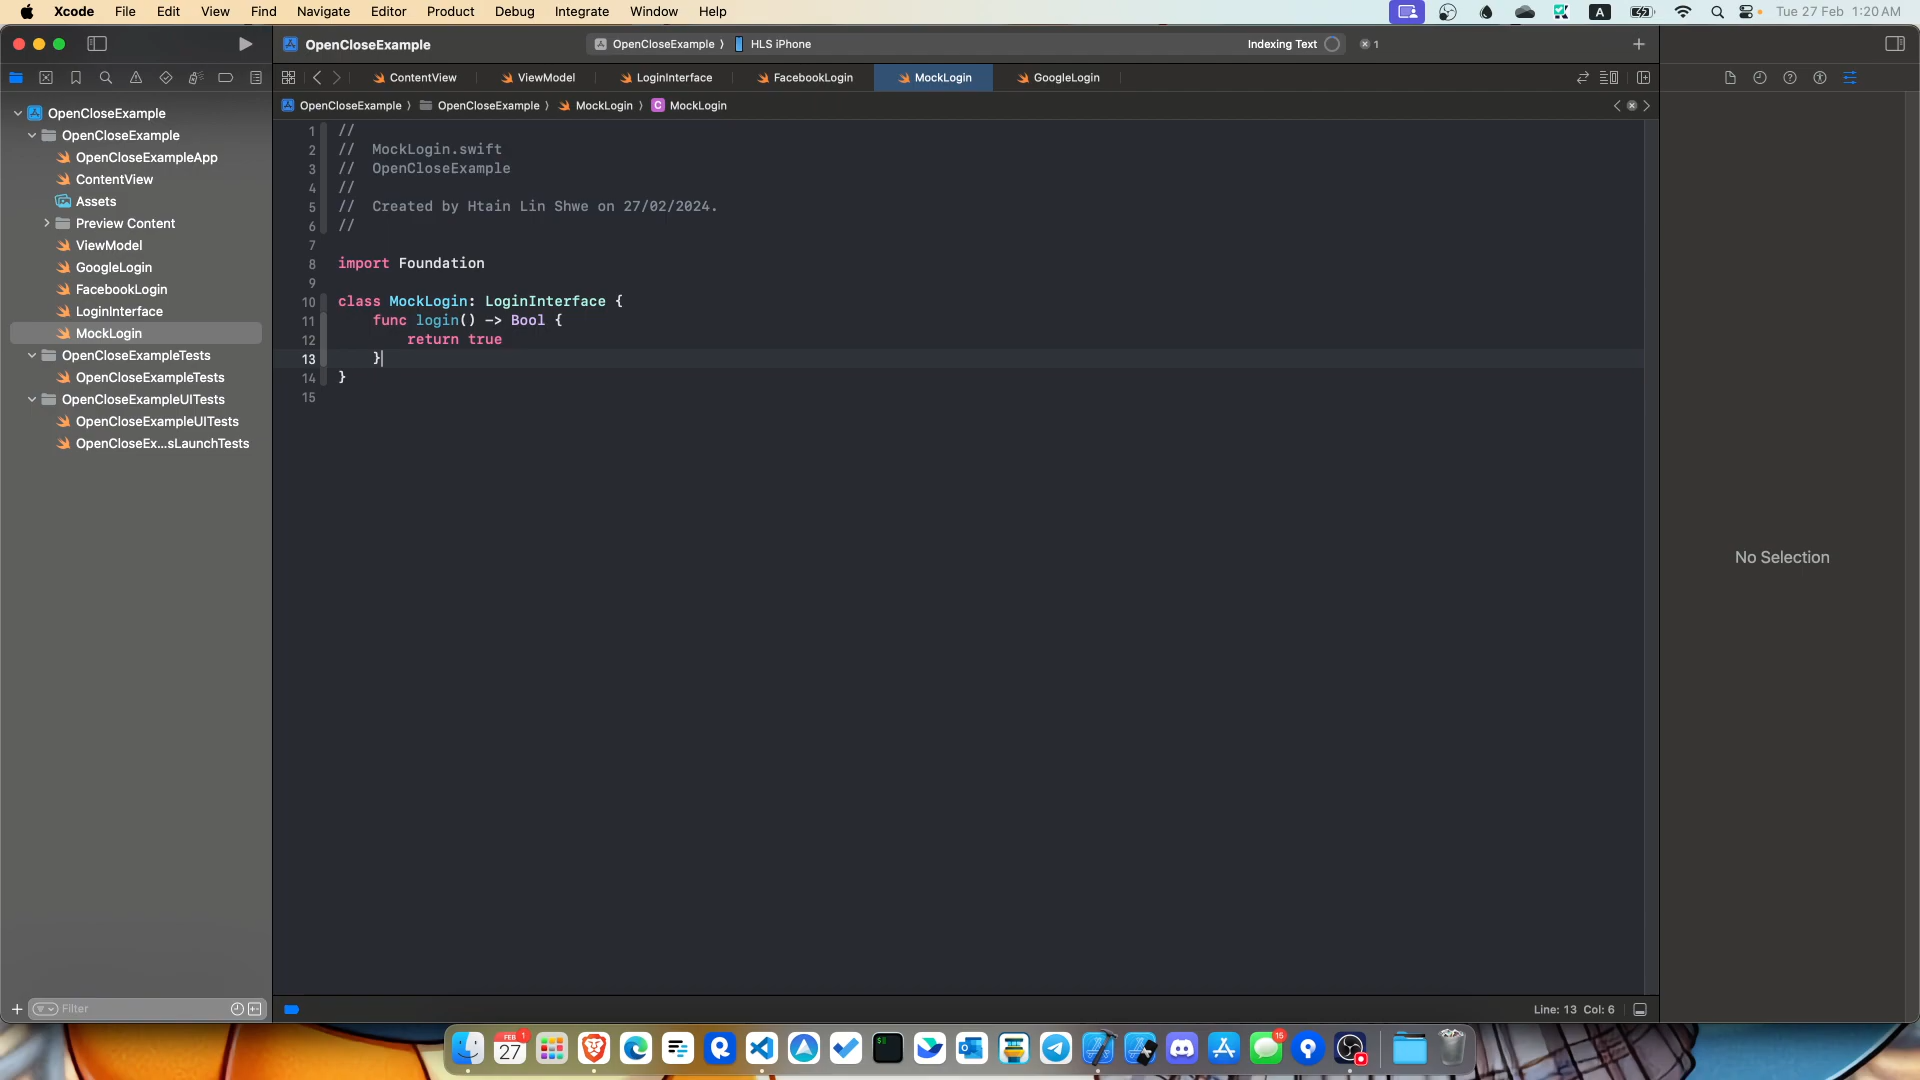 Xcode File Edit View Find Navigate Editor Product Debug Integrate Window Help A Tue 27 Feb 1:20 AM
OpenCloseExample OpenCloseExample HLS iPhone Indexing Text 1
ContentView ViewModel LoginInterface FacebookLogin MockLogin GoogleLogin
OpenCloseExample OpenCloseExample MockLogin C MockLogin
OpenCloseExample
OpenCloseExample
OpenCloseExampleApp
ContentView
Assets
Preview Content
ViewModel
GoogleLogin
FacebookLogin
LoginInterface
MockLogin
OpenCloseExampleTests
OpenCloseExampleTests
OpenCloseExampleUITests
OpenCloseExampleUITests
OpenCloseEx...sLaunchTests
Filter
1 //
2 // MockLogin.swift
3 // OpenCloseExample
4 //
5 // Created by Htain Lin Shwe on 27/02/2024.
6 //
7
8 import Foundation
9
10 class MockLogin: LoginInterface {
11 func login() -> Bool {
12 return true
13 }
14 }
15
No Selection
Line: 13 Col: 6
FEB 1
27
15